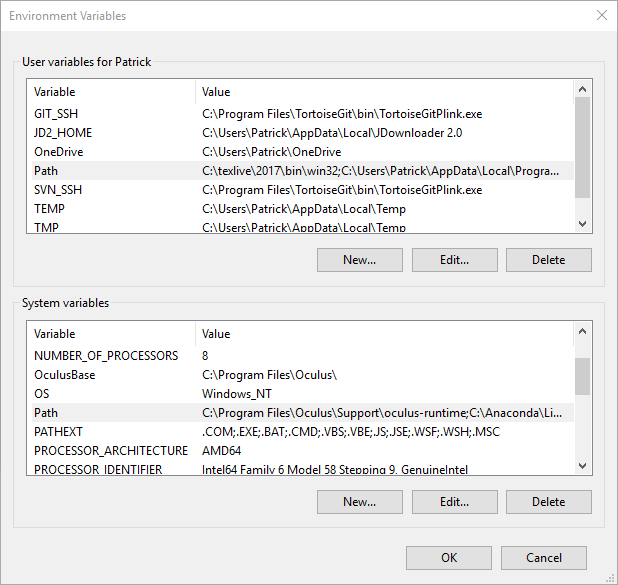 Environment Variables
User variables for Patrick
Variable Value
GIT_SSH C:\Program Files\TortoiseGit\bin\TortoiseGitPlink.exe
JD2_HOME C:\Users\Patrick\AppData\Local\JDownloader 2.0
OneDrive C:\Users\Patrick\OneDrive
Path C:\texlive\2017\bin\win32;C:\Users\Patrick\AppData\Local\Progra...
SVN_SSH C:\Program Files\TortoiseGit\bin\TortoiseGitPlink.exe
TEMP C:\Users\Patrick\AppData\Local\Temp
TMP C:\Users\Patrick\AppData\Local\Temp
New... Edit... Delete
System variables
Variable Value
NUMBER_OF_PROCESSORS 8
OculusBase C:\Program Files\Oculus\
OS Windows_NT
Path C:\Program Files\Oculus\Support\oculus-runtime;C:\Anaconda\Li...
PATHEXT .COM;.EXE;.BAT;.CMD;.VBS;.VBE;.JS;.JSE;.WSF;.WSH;.MSC
PROCESSOR_ARCHITECTURE AMD64
PROCESSOR_IDENTIFIER Intel64 Family 6 Model 58 Stepping 9, GenuineIntel
New... Edit... Delete
OK Cancel